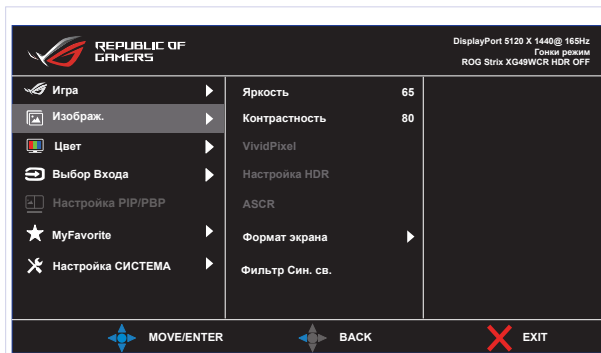 REPUBLIC OF
GAMERS
DisplayPort 5120 X 1440@ 165Hz
Гонки режим
ROG Strix XG49WCR HDR OFF
Игра
Изображ.
Цвет
Выбор Входа
Настройка PIP/PBP
MyFavorite
Настройка СИСТЕМА
Яркость 65
Контрастность 80
VividPixel
Настройка HDR
ASCR
Формат экрана
Фильтр Син. св.
MOVE/ENTER
BACK
EXIT